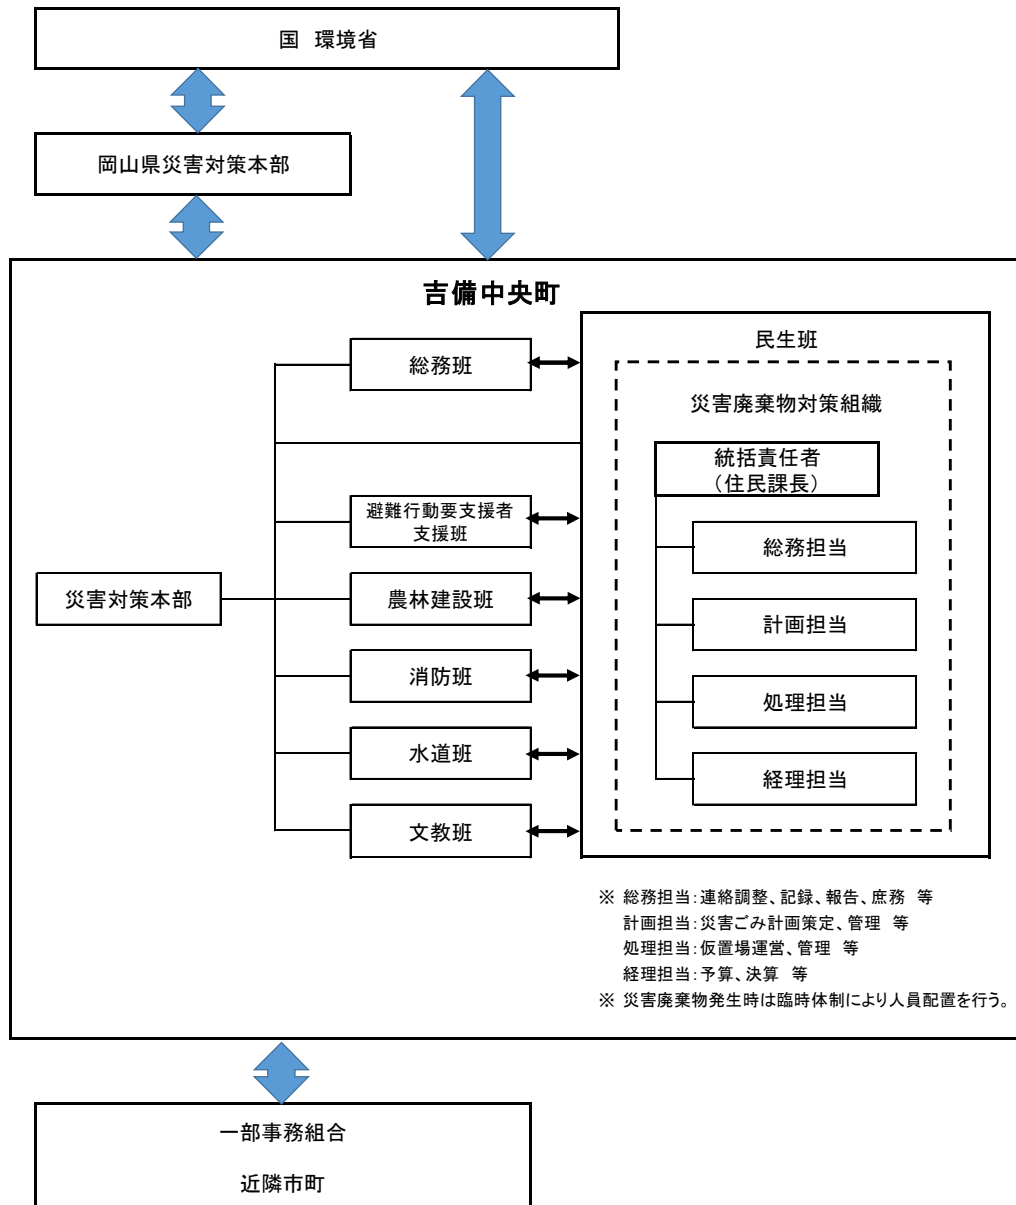 国 環境省
岡山県災害対策本部
吉備中央町
民生班
総務班
災害廃棄物対策組織
統括責任者
(住民課長)
避難行動要支援者
支援班
総務担当
災害対策本部
農林建設班
計画担当
消防班
処理担当
水道班
経理担当
文教班
※ 総務担当:連絡調整、記録、報告、庶務 等
計画担当:災害ごみ計画策定、管理 等
処理担当:仮置場運営、管理 等
経理担当:予算、決算 等
※ 災害廃棄物発生時は臨時体制により人員配置を行う。
一部事務組合
近隣市町